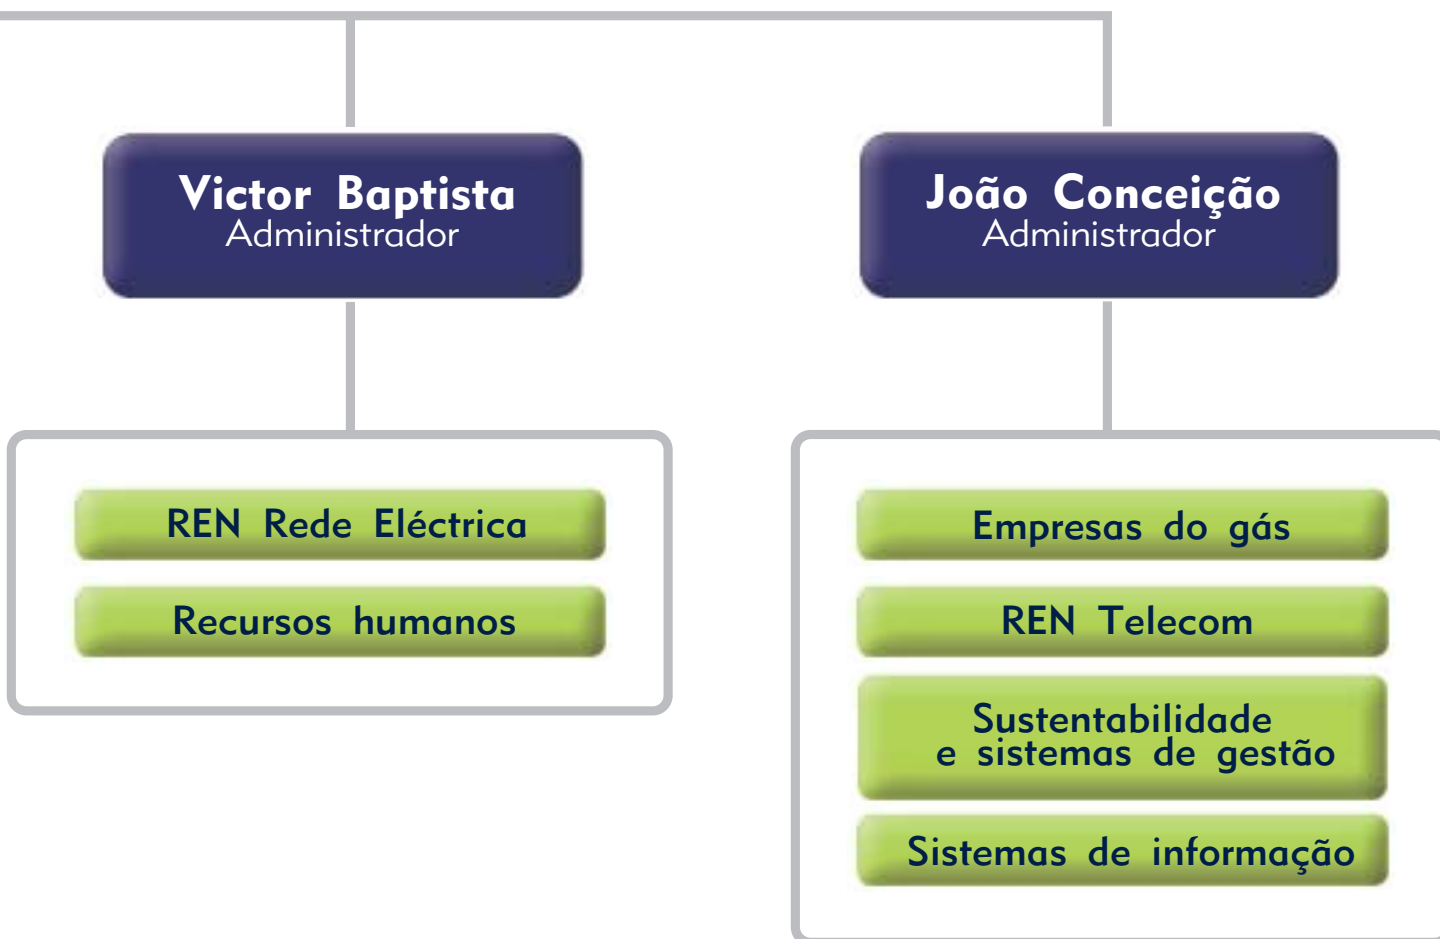 Victor Baptista
Administrador
João Conceição
Administrador
REN Rede Eléctrica
Recursos humanos
Empresas do gás
REN Telecom
Sustentabilidade
e sistemas de gestão
Sistemas de informação